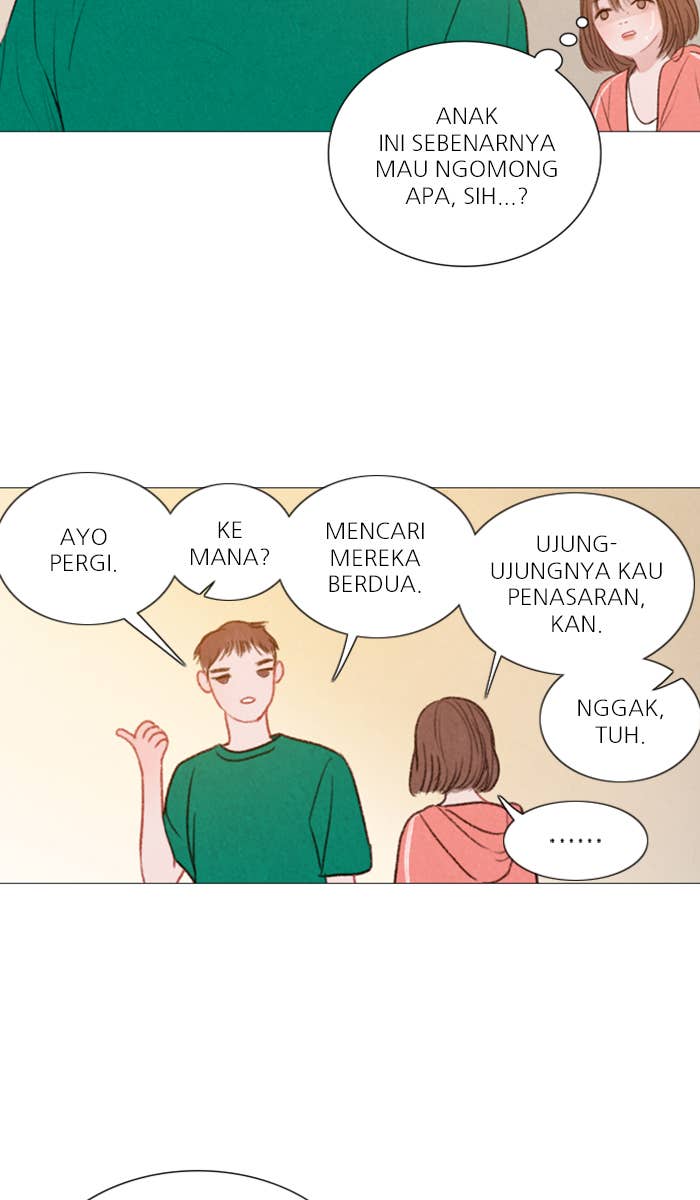 ANAK
INI SEBENARNYA
MAU NGOMONG
APA, SIH...?
AYO
PERGI.
KE
MANA?
MENCARI
MEREKA
BERDUA.
UJUNG-
UJUNGNYA KAU
PENASARAN,
KAN.
NGGAK,
TUH.
......